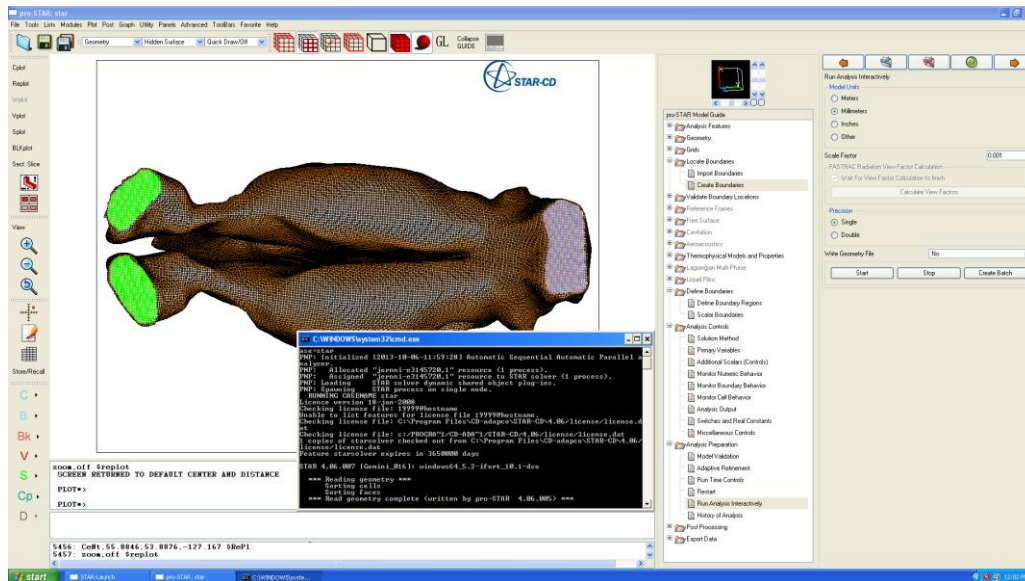 pro-STAR: star
File Tools Lists Modules Plot Post Graph Utility Panels Advanced ToolBars Favorite Help
Geometry Hidden Surface Quick Draw/Off GL Collapse GUIDE
Cplot
Replot
Vplot
Splot
BLKplot
Sect: Slice
View
Store/Recall
C
B
Bk
V
S
Cp
D
STAR-CD
pro-STAR Model Guide
Analysis Features
Geometry
Grids
Locate Boundaries
Import Boundaries
Create Boundaries
Validate Boundary Locations
Reference Frames
Free Surface
Cavitation
Aeroacoustics
Thermophysical Models and Properties
Lagrangian Multi-Phase
Liquid Films
Define Boundaries
Define Boundary Regions
Scalar Boundaries
Analysis Controls
Solution Method
Primary Variables
Additional Scalars (Controls)
Monitor Numeric Behavior
Monitor Boundary Behavior
Monitor Cell Behavior
Analysis Output
Switches and Real Constants
Miscellaneous Controls
Analysis Preparation
Model Validation
Adaptive Refinement
Run Time Controls
Restart
Run Analysis Interactively
History of Analysis
Post Processing
Export Data
Run Analysis Interactively
Model Units
Meters
Millimeters
Inches
Other
Scale Factor 0.001
FASTRAC Radiation View Factor Calculation
Wait For View Factor Calculation to finish
Calculate View Factors
Precision
Single
Double
Write Geometry File No
Start Stop Create Batch
C:\WINDOWS\system32\cmd.exe
ase=star
PNP: Initialized [2013-10-06-11:59:28] Automatic Sequential Automatic Parallel a
nalyzer.
PNP: Allocated resource (1 process).
PNP: Assigned resource to STAR solver (1 process).
PNP: Loading STAR solver dynamic shared object plug-ins.
PNP: Spawning STAR process on single node.
RUNNING CASENAME star
License version 18-jan-2008
Checking license file: 1999@hostname
Unable to list features for license file 1999@hostname.
Checking license file: C:\Program Files\CD-adapco\STAR-CD\4.06/license/license.d
at
Checking license file: c:/PROGRA~1/CD-ADA~1/STAR-CD/4.06/license/license.dat
1 copies of starsolver checked out from C:\Program Files\CD-adapco\STAR-CD\4.06
/license/license.dat
Feature starsolver expires in 3650000 days
STAR 4.06.007 [Gemini_016]: windows64_5.2-ifort_10.1-dso
*** Reading geometry ***
Sorting cells
Sorting faces
*** Read geometry complete (written by pro-STAR 4.06.005) ***
zoom,off $replot
SCREEN RETURNED TO DEFAULT CENTER AND DISTANCE
PLOT*>
PLOT*>
5456: CeNt,55.0846,53.0876,-127.167 $RePl
5457: zoom,off $replot
start STAR-Launch pro-STAR: star C:\WINDOWS\syste...